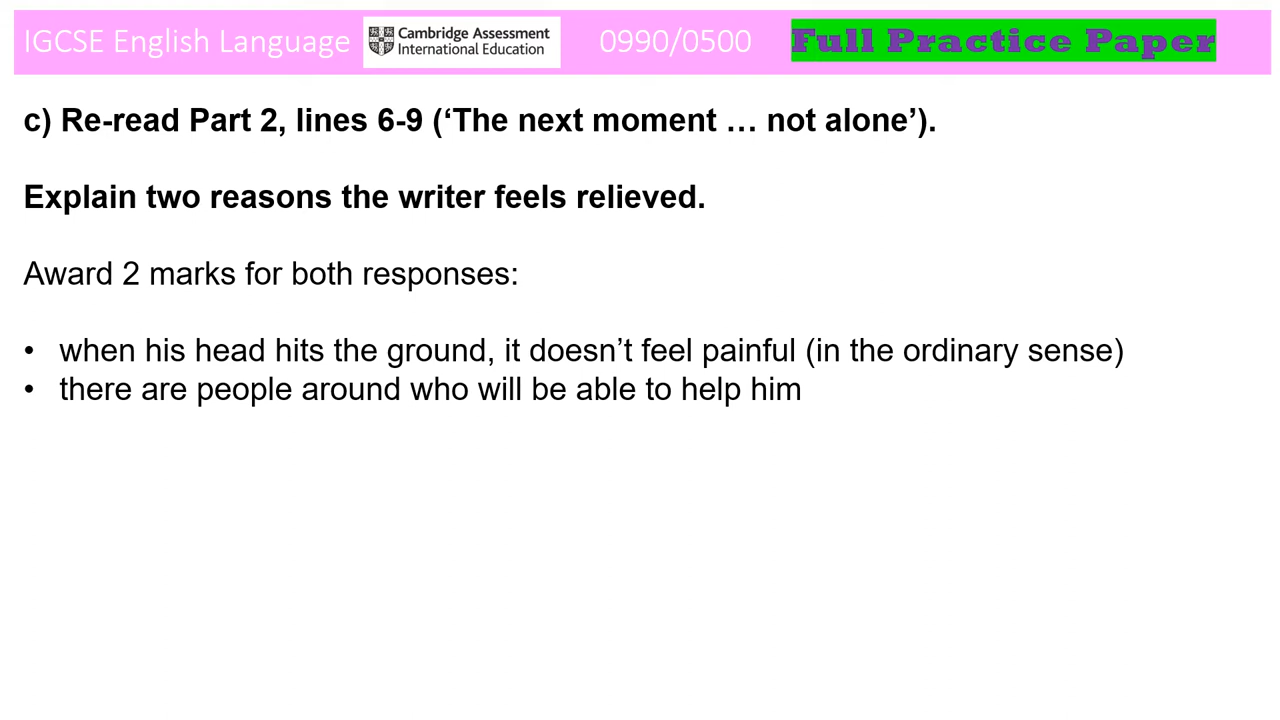 IGCSE English Language Cambridge Assessment International Education 0990/0500 Full Practice Paper
c) Re-read Part 2, lines 6-9 (‘The next moment … not alone’).
Explain two reasons the writer feels relieved.
Award 2 marks for both responses:
• when his head hits the ground, it doesn’t feel painful (in the ordinary sense)
• there are people around who will be able to help him